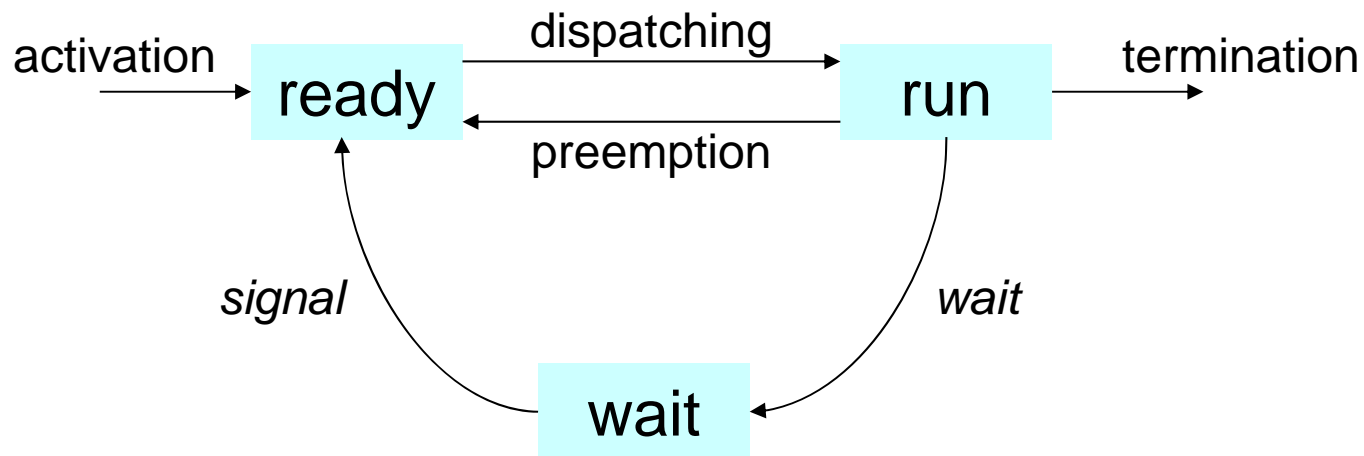 dispatching
activation
termination
ready
run
preemption
signal
wait
wait